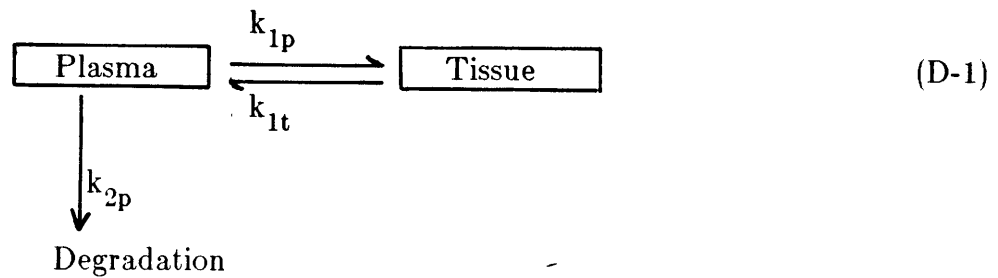 k1p
Plasma
Tissue
(D-1)
k1t
k2p
Degradation